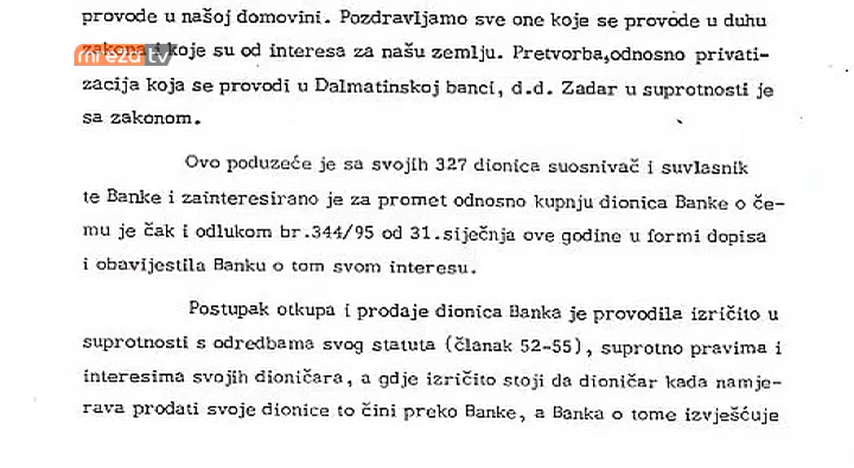 provode u našoj domovini. Pozdravljamo sve one koje se provode u duhu
zakona i koje su od interesa za našu zemlju. Pretvorba,odnosno privati-
mreza tv
zacija koja se provodi u Dalmatinskoj banci, d.d. Zadar u suprotnosti je
sa zakonom.
Ovo poduzeće je sa svojih 327 dionica suosnivač i suvlasnik
te Banke i zainteresirano je za promet odnosno kupnju dionica Banke o če-
mu je čak i odlukom br.344/95 od 31.siječnja ove godine u formi dopisa
i obavijestila Banku o tom svom interesu.
Postupak otkupa i prodaje dionica Banka je provodila izričito u
suprotnosti s odredbama svog statuta (članak 52-55), suprotno pravima i
interesima svojih dioničara, a gdje izričito stoji da dioničar kada namje-
rava prodati svoje dionice to čini preko Banke, a Banka o tome izvješćuje